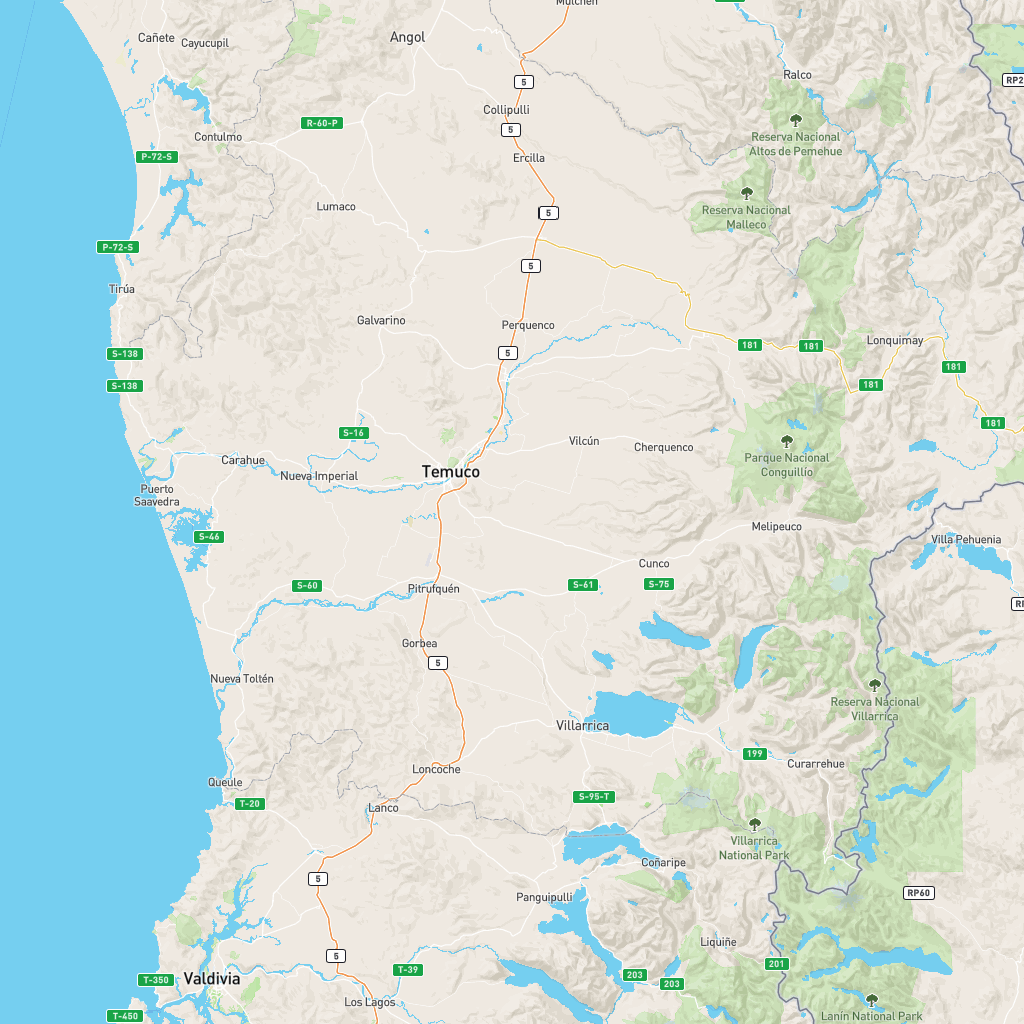 Mulchén
Cañete
Cayucupil
Angol
Ralco
RP2
5
Collipulli
R-60-P
5
Contulmo
Reserva Nacional
Altos de Pemehue
P-72-S
Ercilla
Lumaco
5
Reserva Nacional
Malleco
P-72-S
5
Tirúa
Galvarino
Perquenco
181
181
Lonquimay
S-138
5
181
S-138
181
181
S-16
Vilcún
Cherquenco
Parque Nacional
Conguillío
Carahue
Nueva Imperial
Temuco
Puerto
Saavedra
Melipeuco
S-46
Villa Pehuenia
Cunco
S-60
Pitrufquén
S-61
S-75
Gorbea
5
Nueva Toltén
Reserva Nacional
Villarrica
Villarrica
199
Curarrehue
Loncoche
Queule
T-20
Lanco
S-95-T
Villarrica
National Park
Coñaripe
5
Panguipulli
RP60
Liquiñe
5
T-39
201
Valdivia
T-350
203
203
Los Lagos
T-450
Lanín National Park